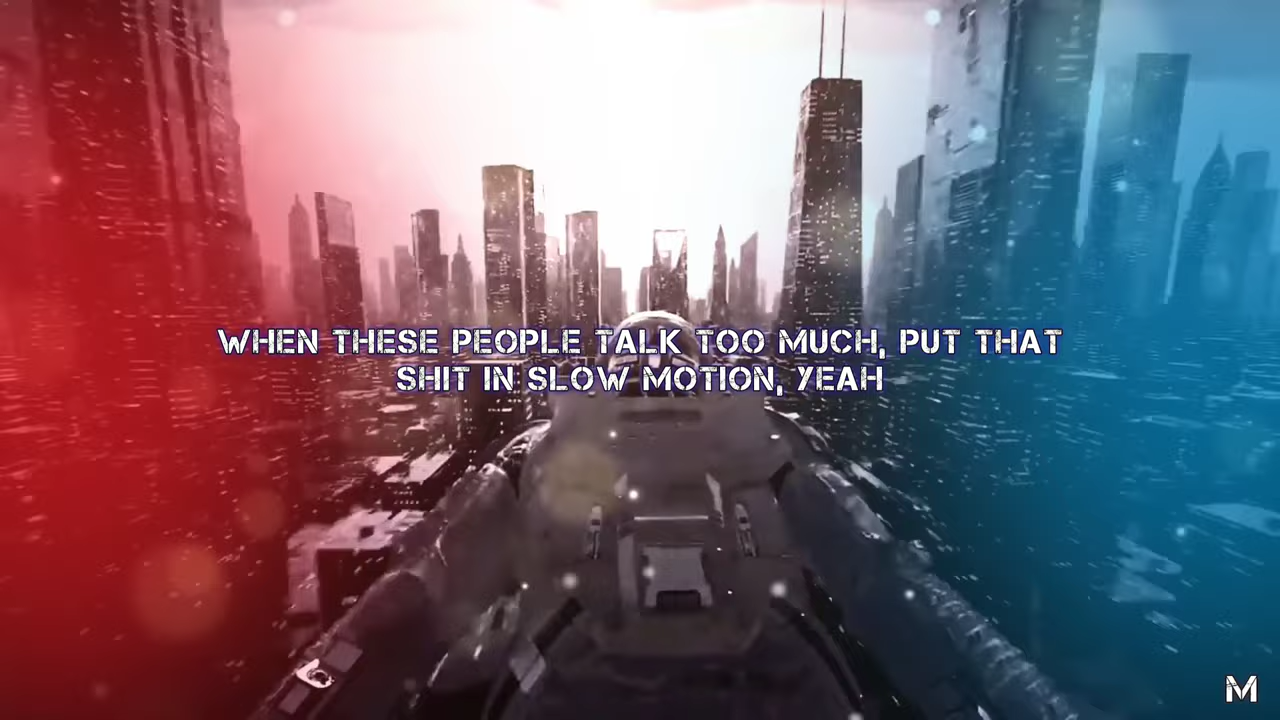 WHEN THESE PEOPLE TALK TOO MUCH, PUT THAT
SHIT IN SLOW MOTION, YEAH
M